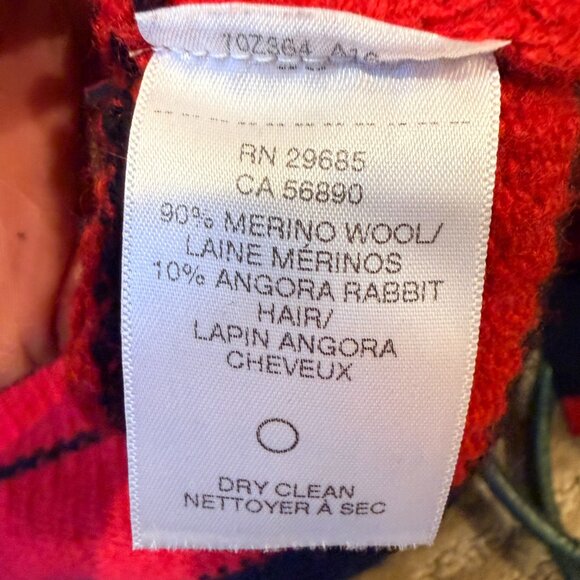 RN 29685
CA 56890
90% MERINO WOOL/
LAINE MÉRINOS
10% ANGORA RABBIT
HAIR/
LAPIN ANGORA
CHEVEUX
DRY CLEAN
NETTOYER À SEC